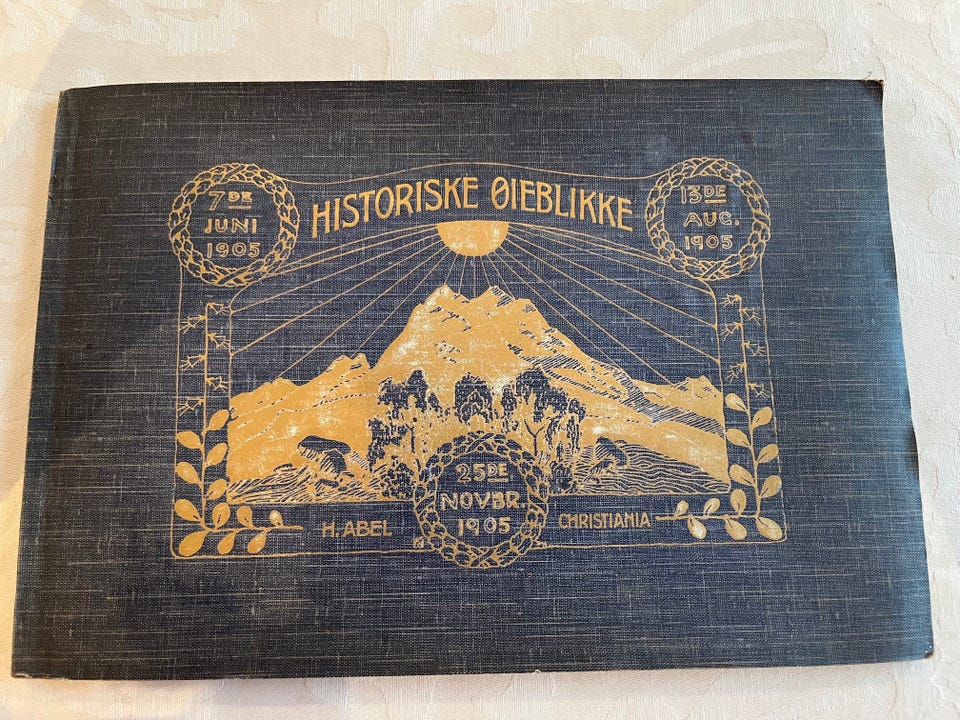 7DE
JUNI
1905
HISTORISKE ØIEBLIKKE
13DE
AUG.
1905
25DE
NOVBR.
1905
H. ABEL
CHRISTIANIA